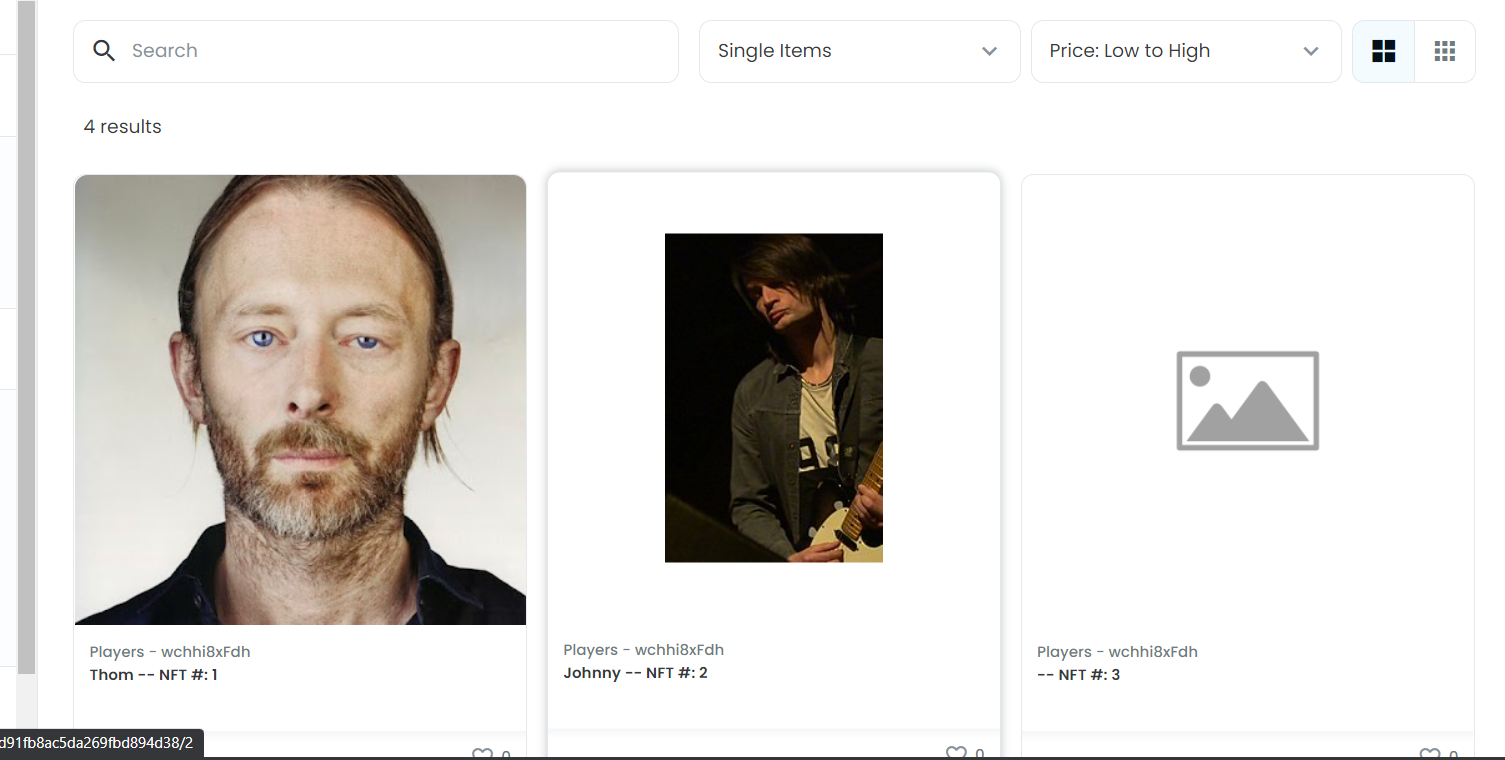 Search
Single Items
Price: Low to High
4 results
Players - wchhi8xFdh
Thom -- NFT #: 1
Players - wchhi8xFdh
Johnny -- NFT #: 2
Players - wchhi8xFdh
-- NFT #: 3
d91fb8ac5da269fbd894d38/2
0
0
0